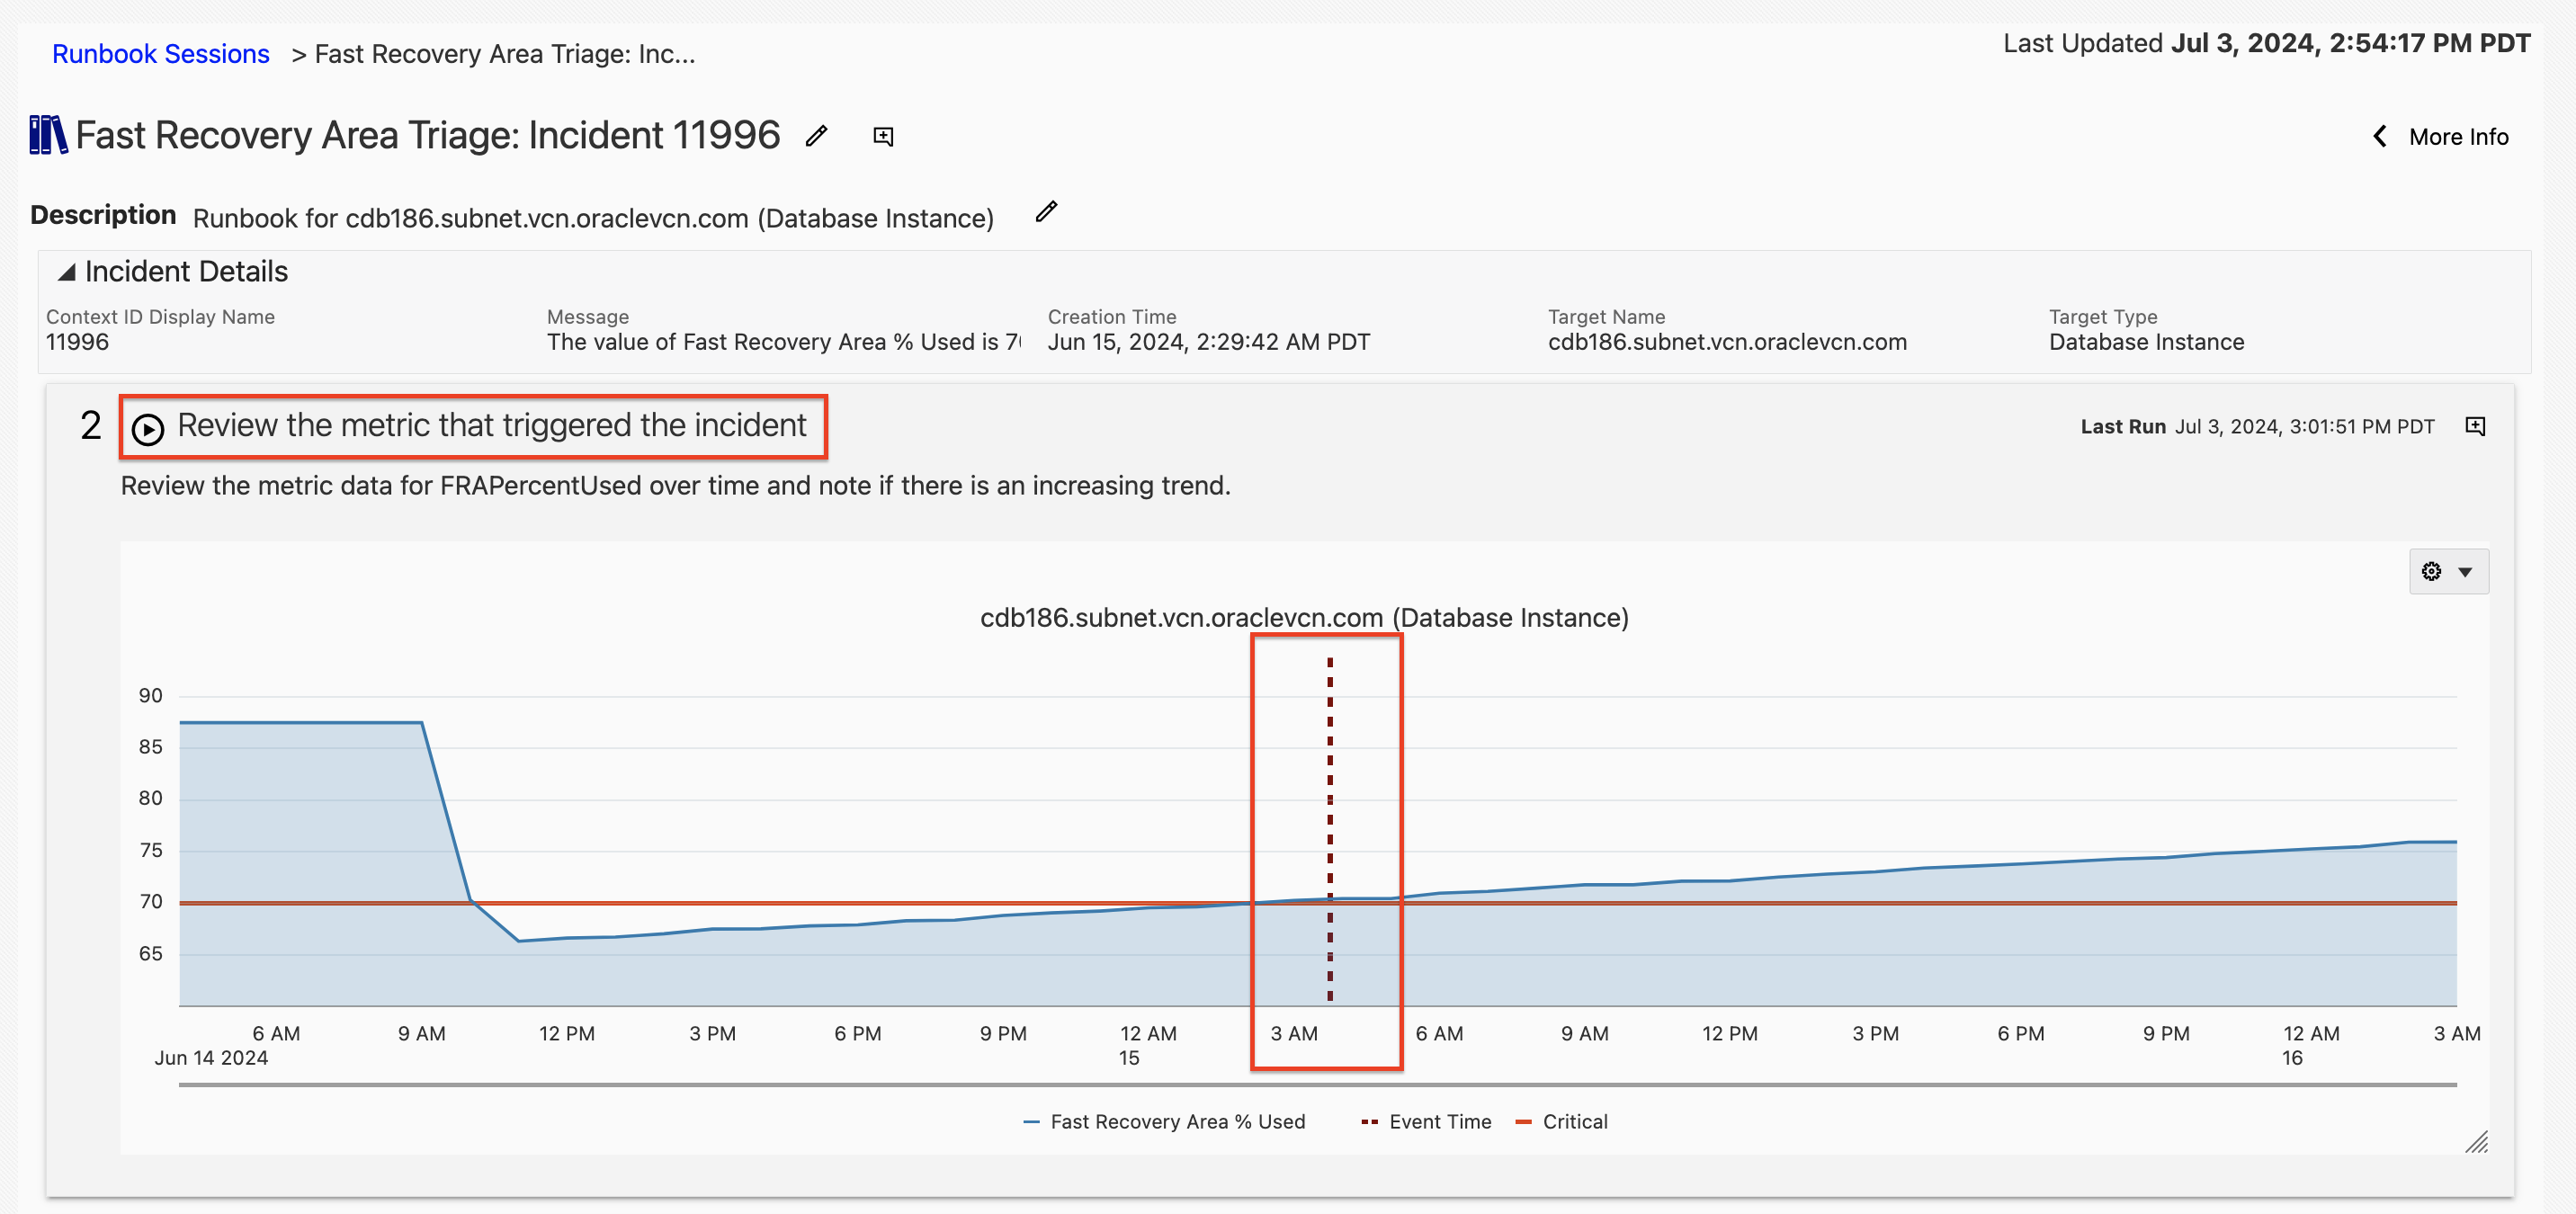 Runbook Sessions > Fast Recovery Area Triage: Inc...
Last Updated Jul 3, 2024, 2:54:17 PM PDT
Fast Recovery Area Triage: Incident 11996
More Info
Description Runbook for cdb186.subnet.vcn.oraclevcn.com (Database Instance)
Incident Details
Context ID Display Name
11996
Message
The value of Fast Recovery Area % Used is
Creation Time
Jun 15, 2024, 2:29:42 AM PDT
Target Name
cdb186.subnet.vcn.oraclevcn.com
Target Type
Database Instance
2 Review the metric that triggered the incident
Last Run Jul 3, 2024, 3:01:51 PM PDT
Review the metric data for FRAPercentUsed over time and note if there is an increasing trend.
cdb186.subnet.vcn.oraclevcn.com (Database Instance)
90
85
80
75
70
65
6 AM 9 AM 12 PM 3 PM 6 PM 9 PM 12 AM 3 AM 6 AM 9 AM 12 PM 3 PM 6 PM 9 PM 12 AM 3 AM
Jun 14 2024 15 16
Fast Recovery Area % Used Event Time Critical